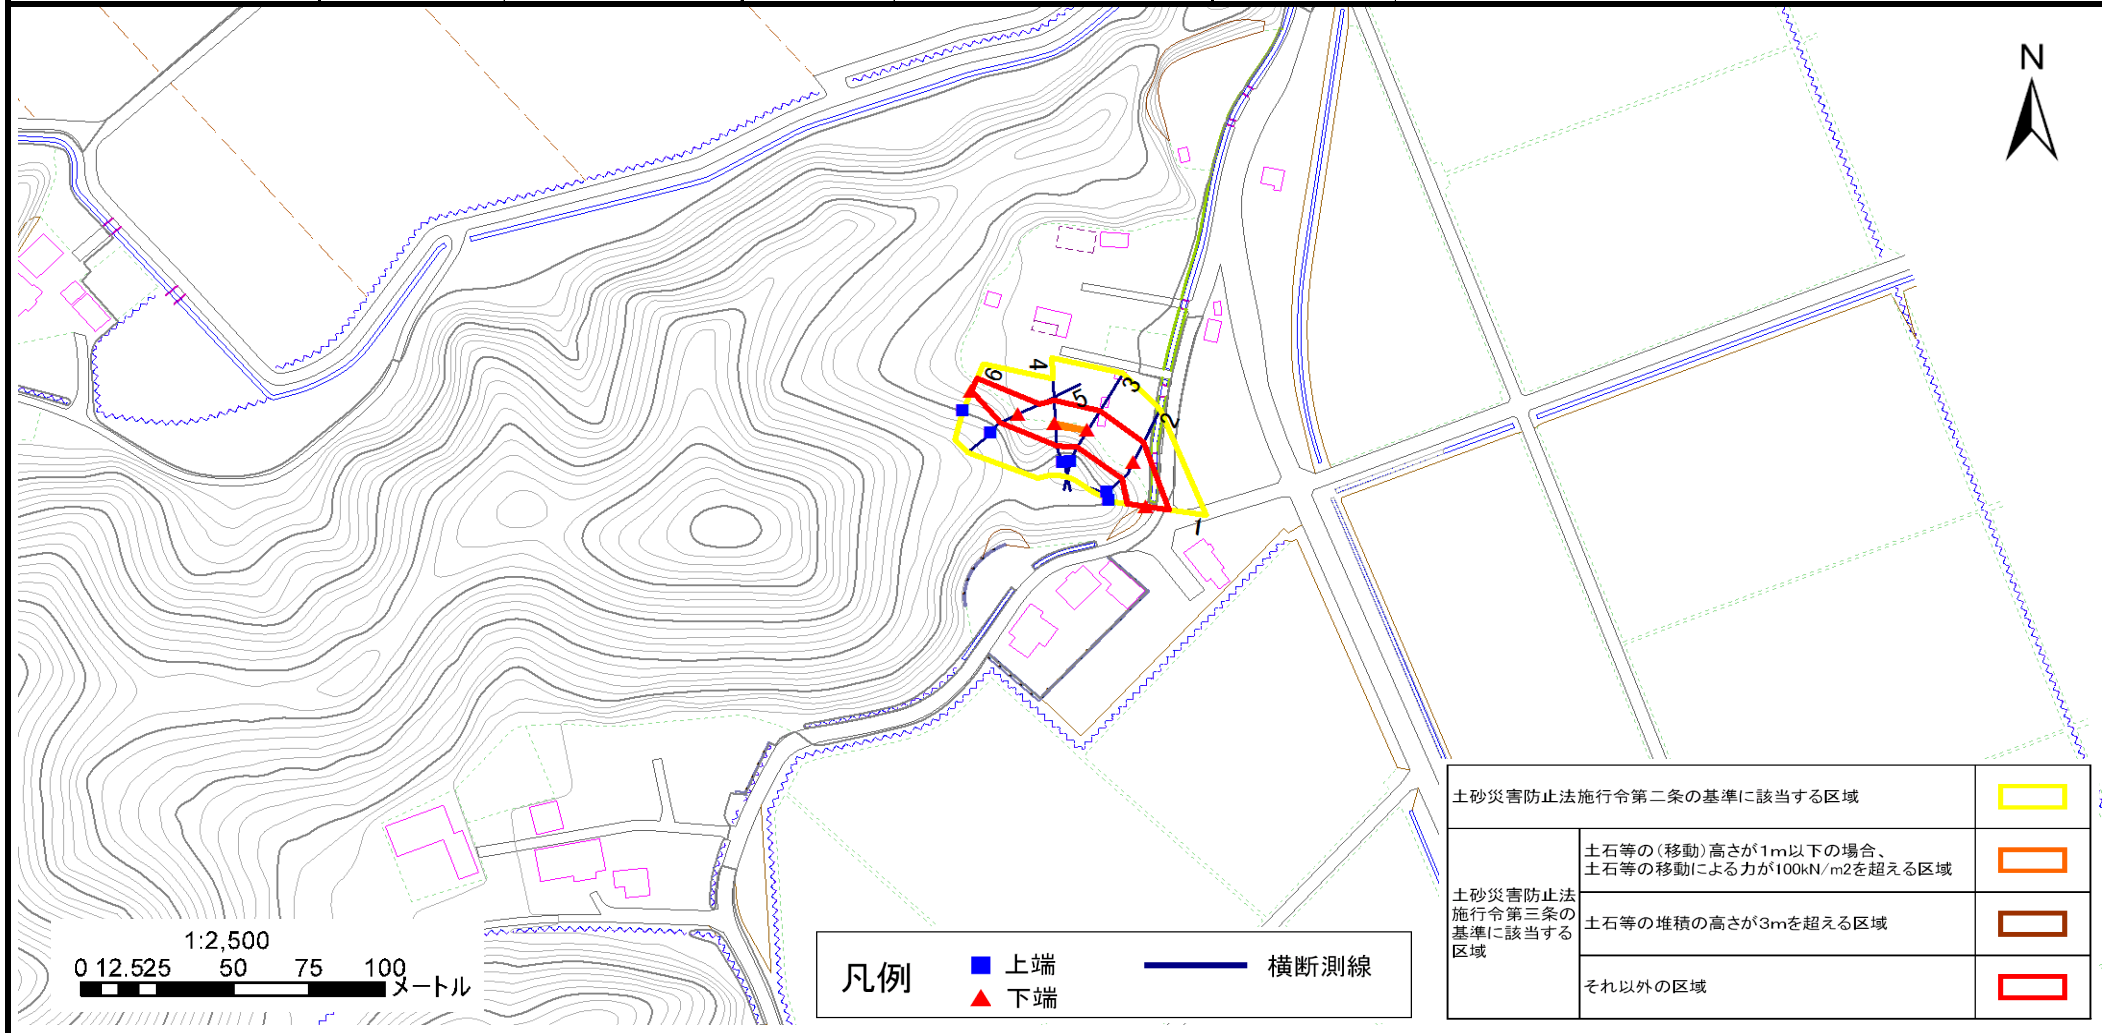 N
4
6
5
3
2
1
土砂災害防止法施行令第二条の基準に該当する区域
土砂災害防止法
施行令第三条の
基準に該当する
区域
土石等の(移動)高さが1m以下の場合、
土石等の移動による力が100kN/m2を超える区域
土石等の堆積の高さが3mを超える区域
それ以外の区域
1:2,500
0 12.525 50 75 100
メートル
凡例
上端
下端
横断測線